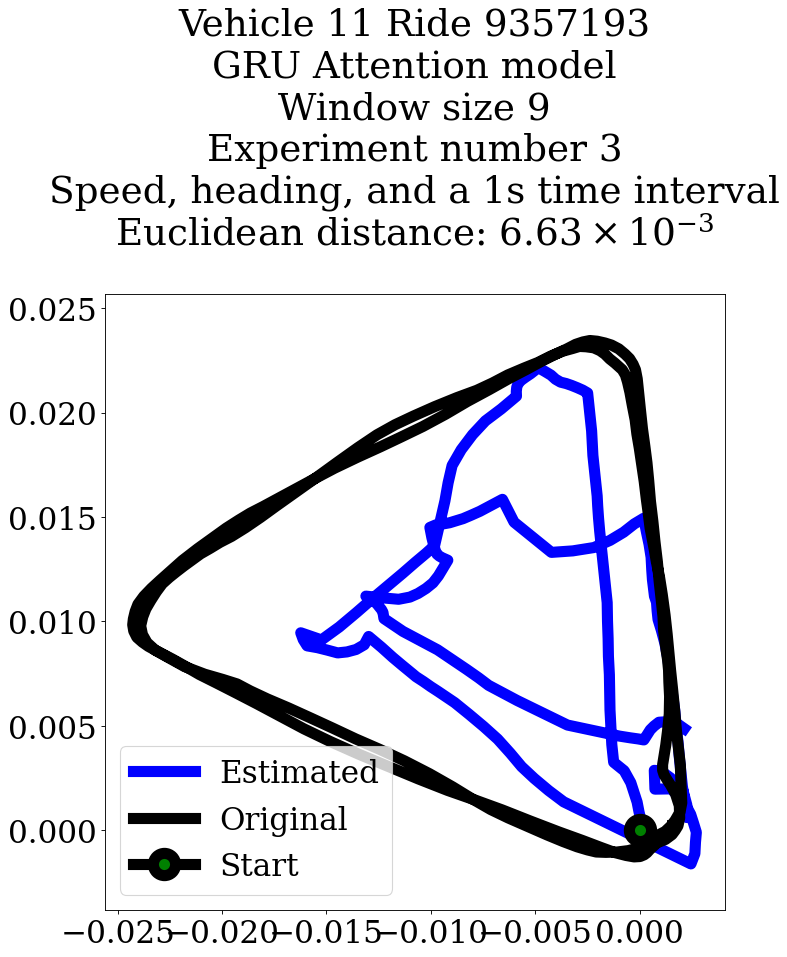 Vehicle 11 Ride 9357193
GRU Attention model
Window size 9
Experiment number 3
Speed, heading, and a 1s time interval
Euclidean distance: 6.63 × 10⁻³
0.025
0.020
0.015
0.010
0.005
0.000
Estimated
Original
Start
−0.025 −0.020 −0.015 −0.010 −0.005 0.000